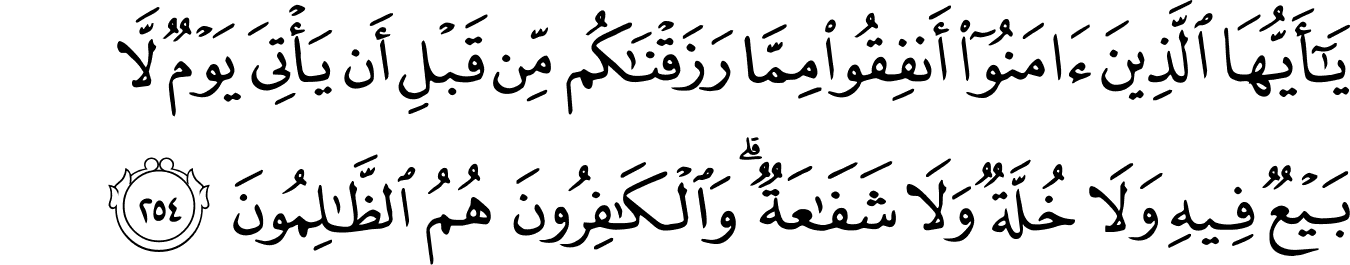 يَـٰٓأَيُّهَا ٱلَّذِينَ ءَامَنُوٓا۟ أَنفِقُوا۟ مِمَّا رَزَقْنَـٰكُم مِّن قَبْلِ أَن يَأْتِىَ يَوْمٌ لَّا
بَيْعٌ فِيهِ وَلَا خُلَّةٌ وَلَا شَفَـٰعَةٌ ۗ وَٱلْكَـٰفِرُونَ هُمُ ٱلظَّـٰلِمُونَ ٢٥٤